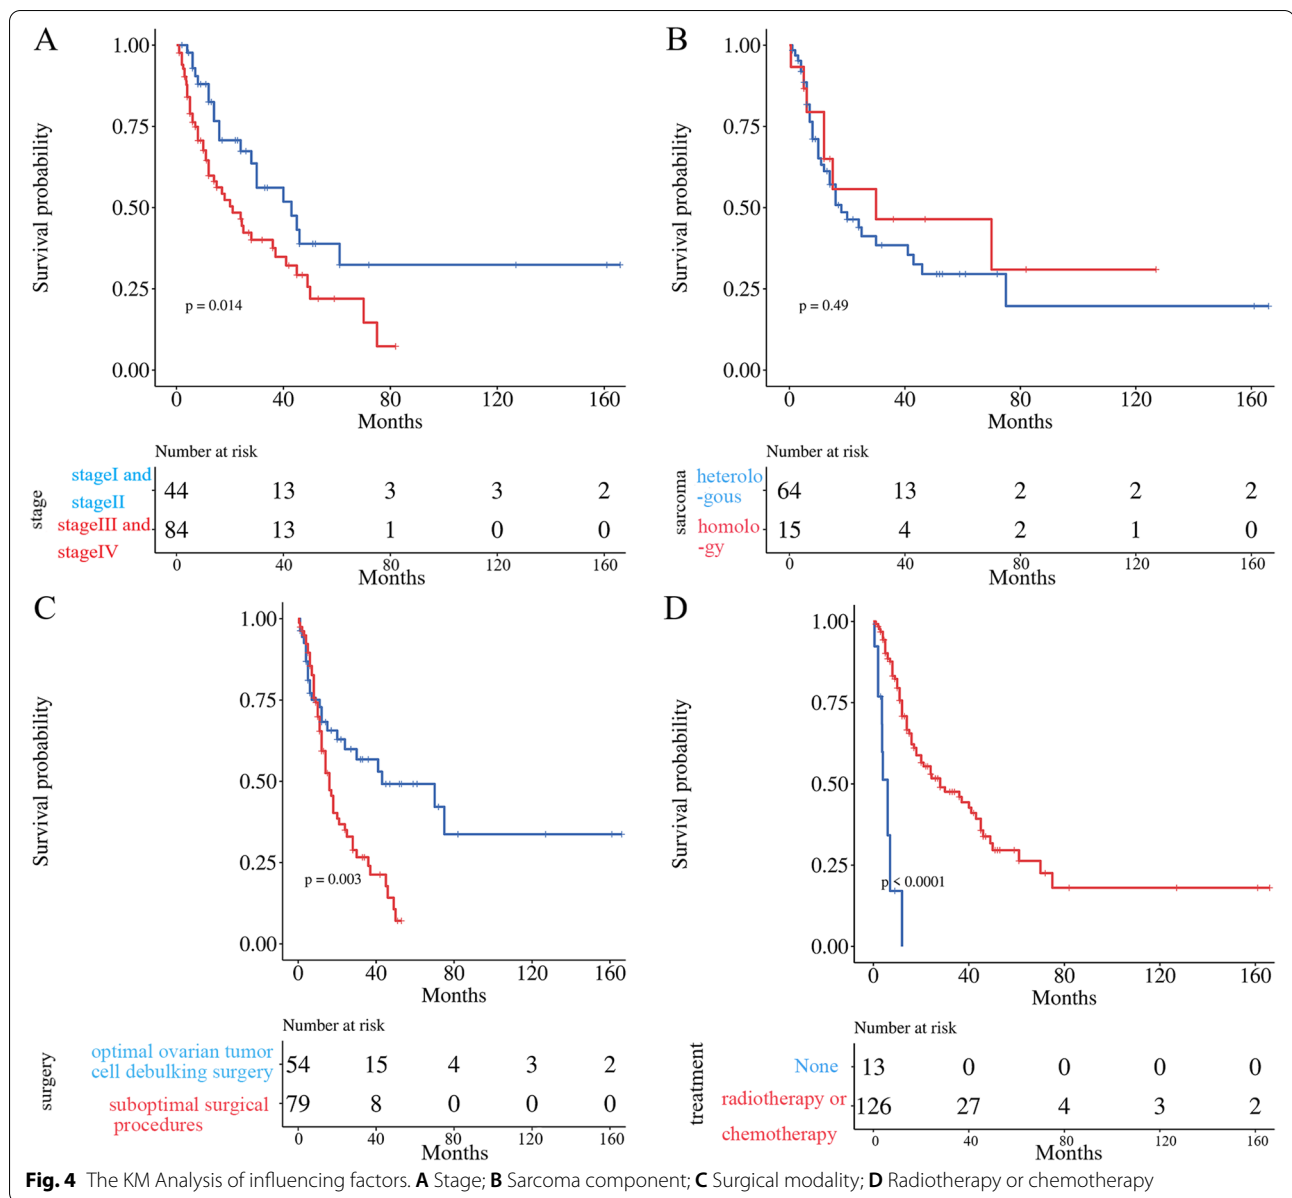 A
1.00
0.75
0.50
0.25
0.00
Survival probability
p = 0.014
0 40 80 120 160
Months
Number at risk
stage
stageI and
stageII
44 13 3 3 2
stageIII and
stageIV
84 13 1 0 0
0 40 80 120 160
Months
B
1.00
0.75
0.50
0.25
0.00
Survival probability
p = 0.49
0 40 80 120 160
Months
Number at risk
sarcoma
heterolo
-gous
64 13 2 2 2
homolo
-gy
15 4 2 1 0
0 40 80 120 160
Months
C
1.00
0.75
0.50
0.25
0.00
Survival probability
p = 0.003
0 40 80 120 160
Months
Number at risk
surgery
optimal ovarian tumor
cell debulking surgery
54 15 4 3 2
suboptimal surgical
procedures
79 8 0 0 0
0 40 80 120 160
Months
D
1.00
0.75
0.50
0.25
0.00
Survival probability
p < 0.0001
0 40 80 120 160
Months
Number at risk
treatment
None
13 0 0 0 0
radiotherapy or
chemotherapy
126 27 4 3 2
0 40 80 120 160
Months
Fig. 4 The KM Analysis of influencing factors. A Stage; B Sarcoma component; C Surgical modality; D Radiotherapy or chemotherapy